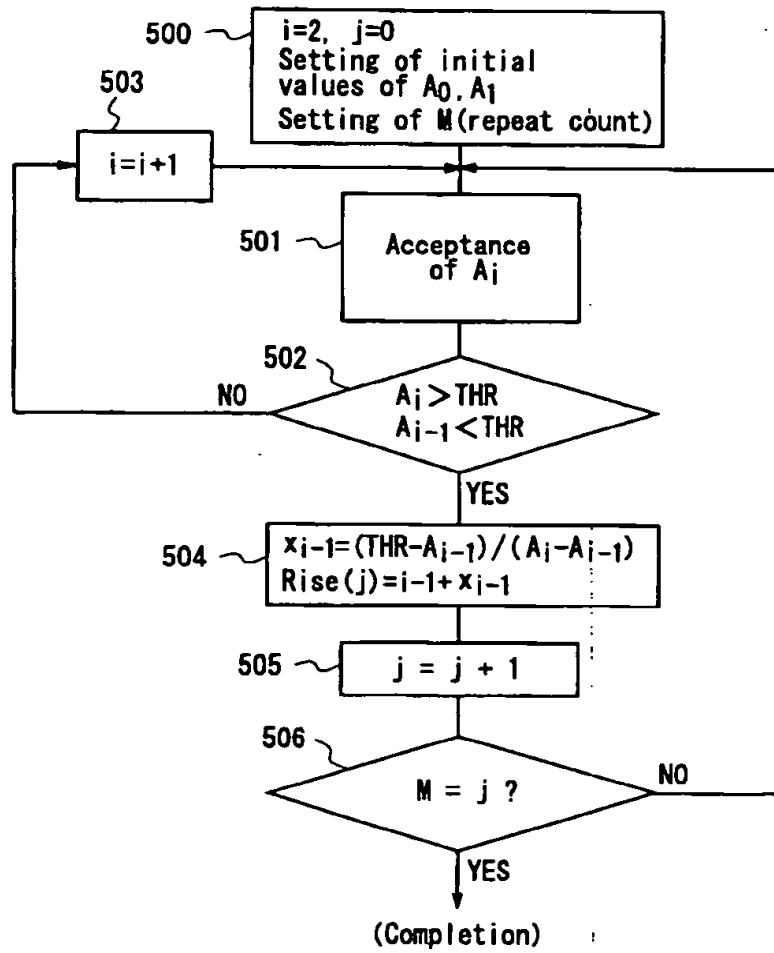 500
i=2, j=0
Setting of initial
values of A0, A1
Setting of M(repeat count)
503
i=i+1
501
Acceptance
of Ai
502
NO
Ai>THR
Ai-1<THR
YES
504
xi-1=(THR-Ai-1)/(Ai-Ai-1)
Rise(j)=i-1+xi-1
505
j = j + 1
506
M = j ?
NO
YES
(Completion)